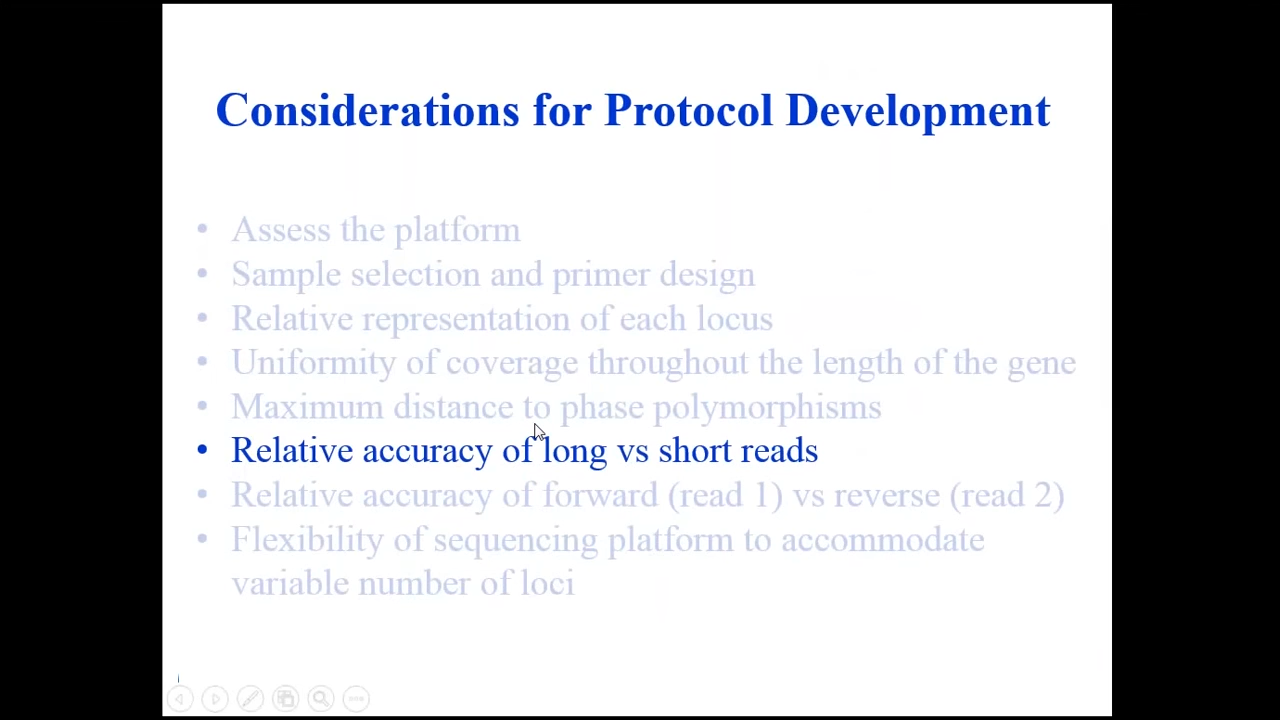 Considerations for Protocol Development
• Assess the platform
• Sample selection and primer design
• Relative representation of each locus
• Uniformity of coverage throughout the length of the gene
• Maximum distance to phase polymorphisms
• Relative accuracy of long vs short reads
• Relative accuracy of forward (read 1) vs reverse (read 2)
• Flexibility of sequencing platform to accommodate
variable number of loci